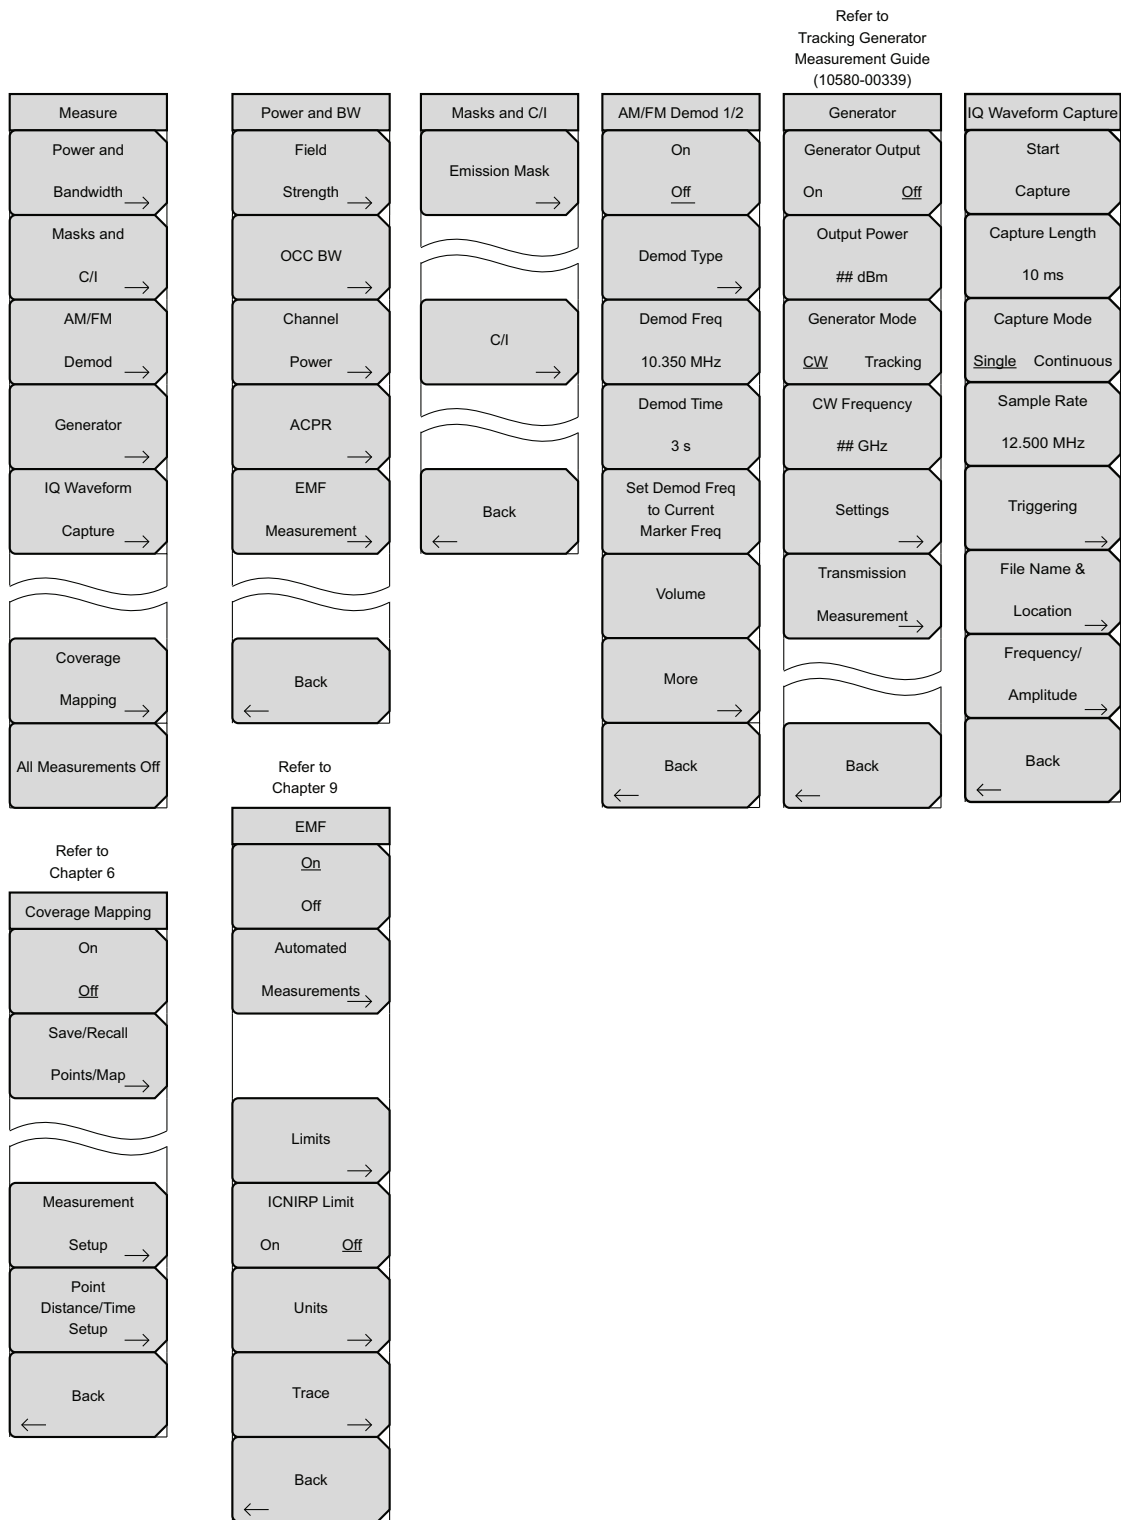 Measure
Power and
Bandwidth
Masks and
C/I
AM/FM
Demod
Generator
IQ Waveform
Capture
Coverage
Mapping
All Measurements Off
Refer to
Chapter 6
Coverage Mapping
On
Off
Save/Recall
Points/Map
Measurement
Setup
Point
Distance/Time
Setup
Back
Power and BW
Field
Strength
OCC BW
Channel
Power
ACPR
EMF
Measurement
Back
Refer to
Chapter 9
EMF
On
Off
Automated
Measurements
Limits
ICNIRP Limit
On Off
Units
Trace
Back
Masks and C/I
Emission Mask
C/I
Back
AM/FM Demod 1/2
On
Off
Demod Type
Demod Freq
10.350 MHz
Demod Time
3 s
Set Demod Freq
to Current
Marker Freq
Volume
More
Back
Refer to
Tracking Generator
Measurement Guide
(10580-00339)
Generator
Generator Output
On Off
Output Power
## dBm
Generator Mode
CW Tracking
CW Frequency
## GHz
Settings
Transmission
Measurement
Back
IQ Waveform Capture
Start
Capture
Capture Length
10 ms
Capture Mode
Single Continuous
Sample Rate
12.500 MHz
Triggering
File Name &
Location
Frequency/
Amplitude
Back